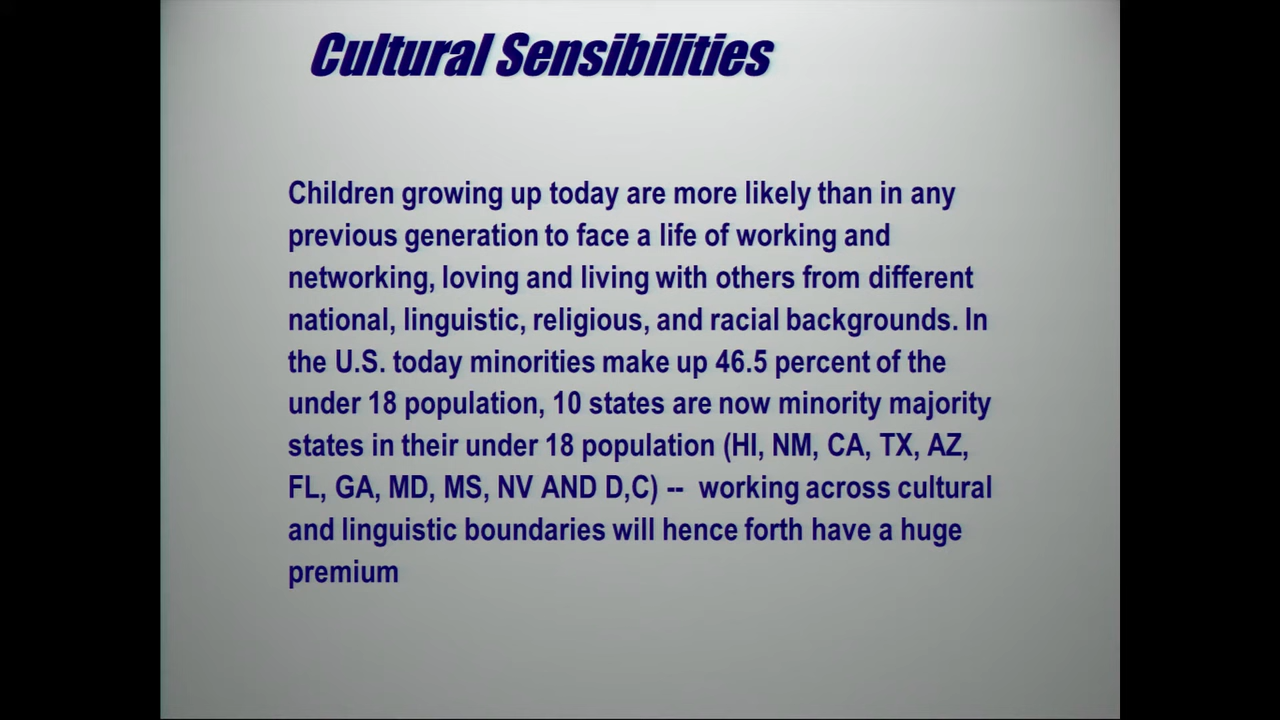 Cultural Sensibilities
Children growing up today are more likely than in any
previous generation to face a life of working and
networking, loving and living with others from different
national, linguistic, religious, and racial backgrounds. In
the U.S. today minorities make up 46.5 percent of the
under 18 population, 10 states are now minority majority
states in their under 18 population (HI, NM, CA, TX, AZ,
FL, GA, MD, MS, NV AND D,C) -- working across cultural
and linguistic boundaries will hence forth have a huge
premium